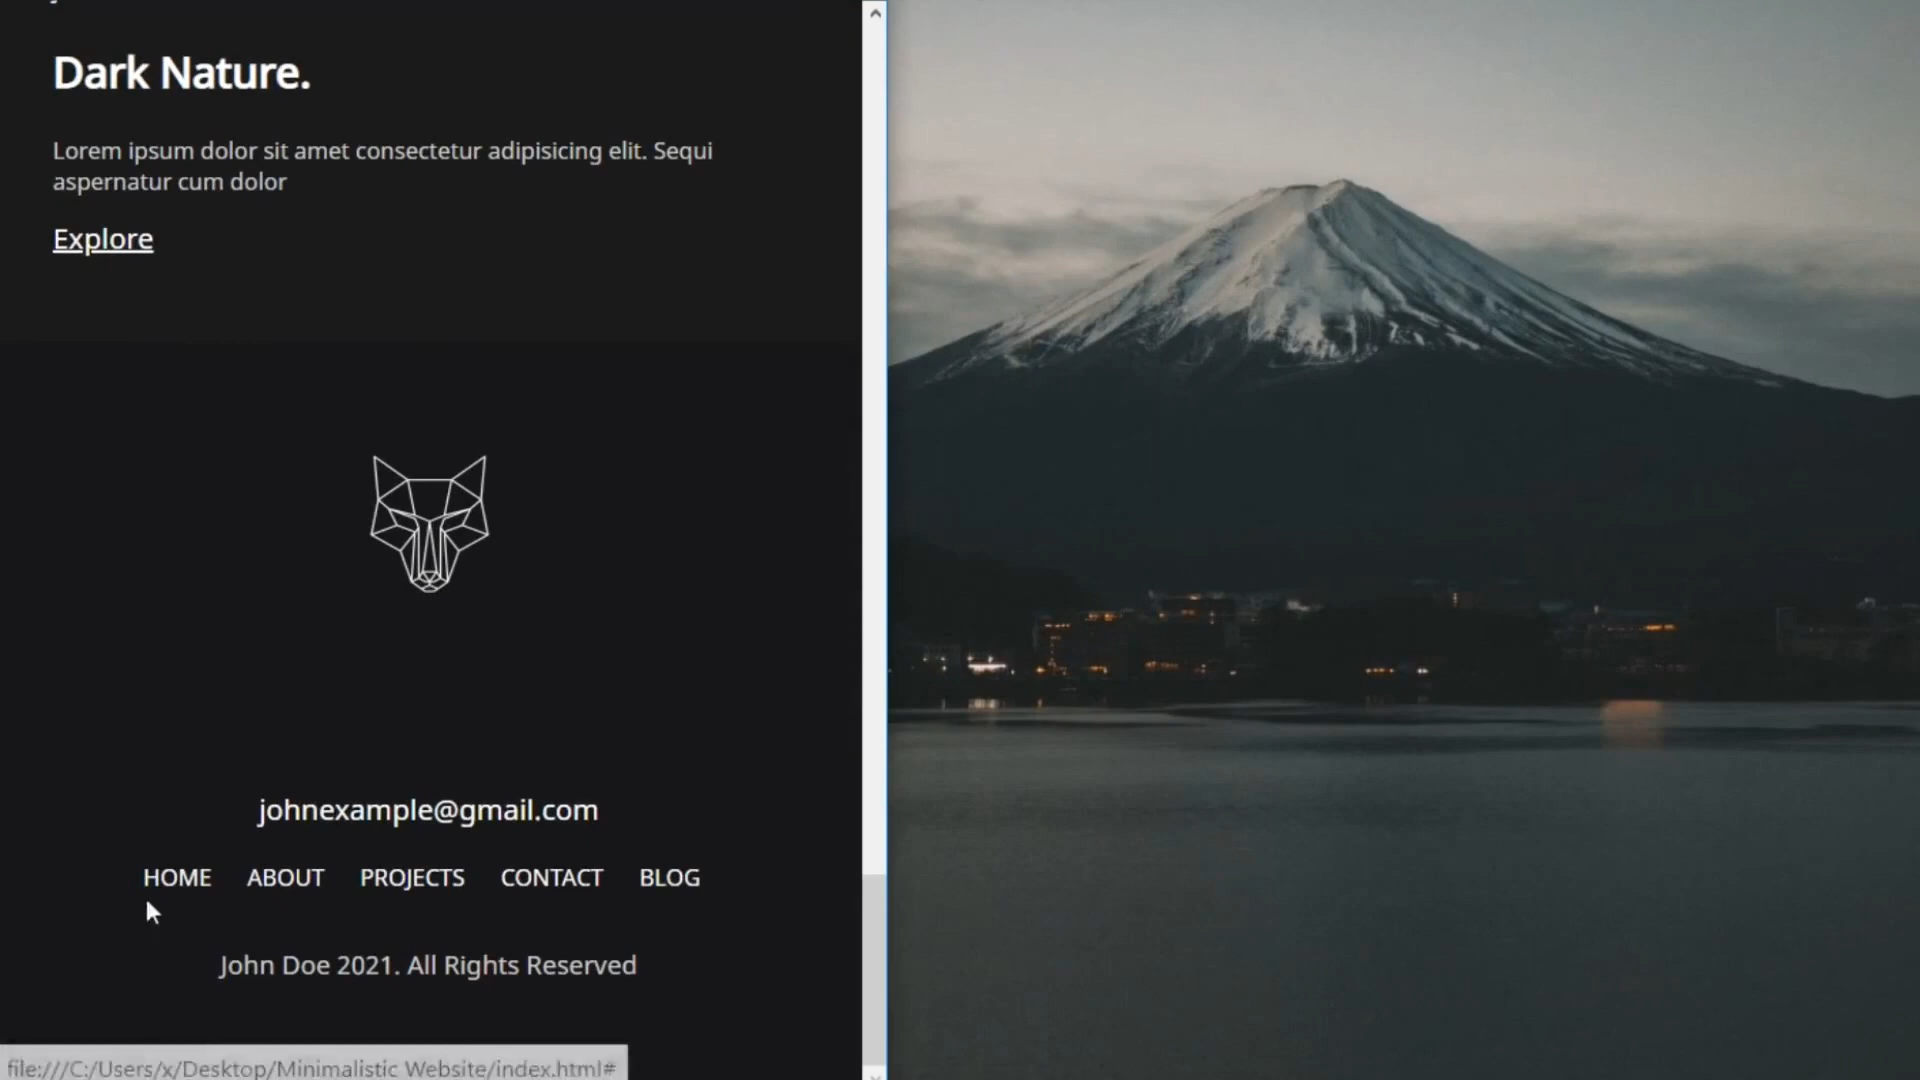 Dark Nature.
Lorem ipsum dolor sit amet consectetur adipisicing elit. Sequi
aspernatur cum dolor
Explore
johnexample@gmail.com
HOME ABOUT PROJECTS CONTACT BLOG
John Doe 2021. All Rights Reserved
file:///C:/Users/x/Desktop/Minimalistic Website/index.html#